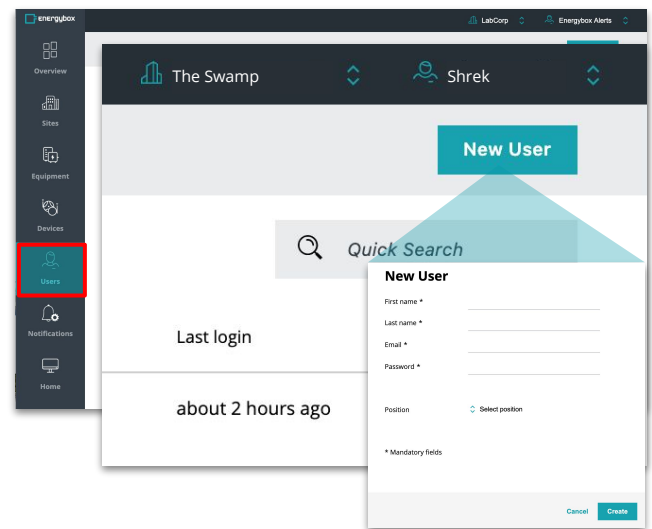 energybox
LabCorp
Energybox Alerts
Overview
Sites
Equipment
Devices
Users
Notifications
Home
The Swamp
Shrek
New User
Quick Search
Last login
about 2 hours ago
New User
First name *
Last name *
Email *
Password *
Position
Select position
* Mandatory fields
Cancel
Create